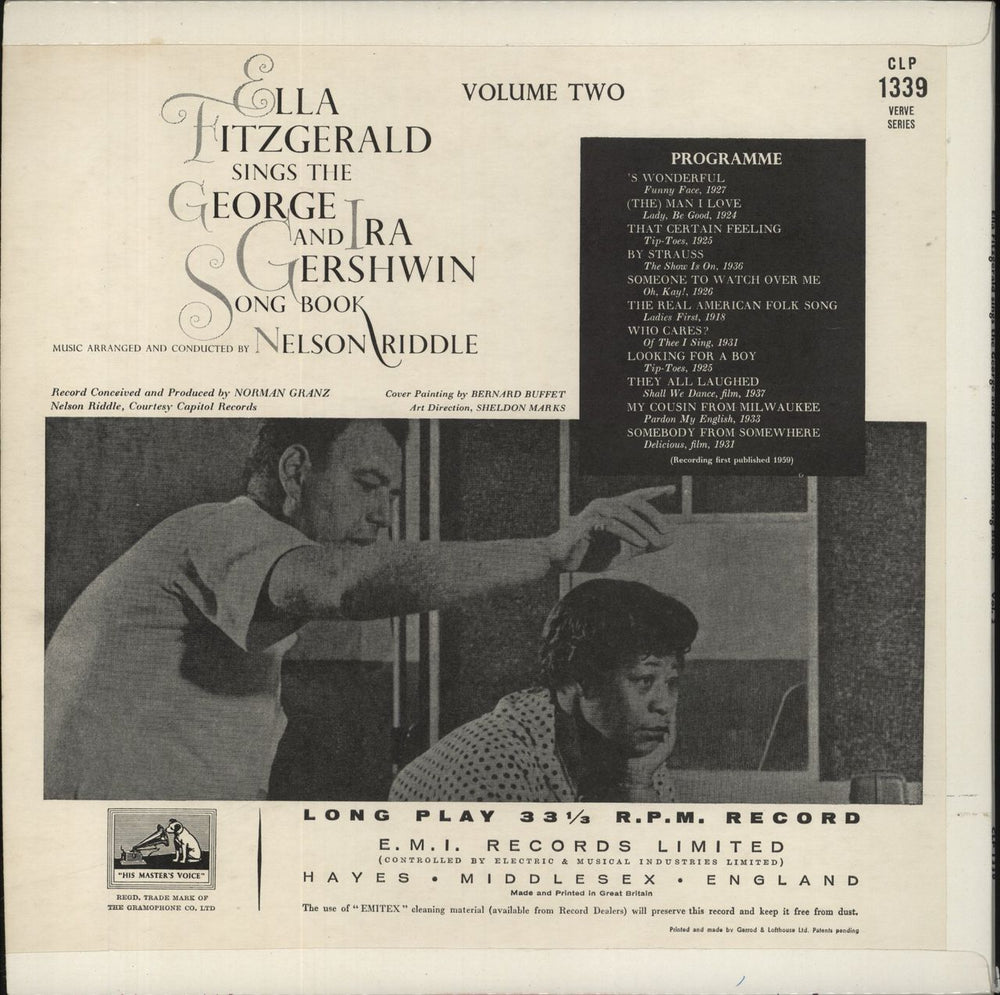 ELLA
FITZGERALD
SINGS THE
GEORGE
AND IRA
GERSHWIN
SONG BOOK
MUSIC ARRANGED AND CONDUCTED BY NELSON RIDDLE
VOLUME TWO
CLP
1339
VERVE
SERIES
Record Conceived and Produced by NORMAN GRANZ
Nelson Riddle, Courtesy Capitol Records
Cover Painting by BERNARD BUFFET
Art Direction, SHELDON MARKS
PROGRAMME
'S WONDERFUL
Funny Face, 1927
(THE) MAN I LOVE
Lady, Be Good, 1924
THAT CERTAIN FEELING
Tip-Toes, 1925
BY STRAUSS
The Show Is On, 1936
SOMEONE TO WATCH OVER ME
Oh, Kay!, 1926
THE REAL AMERICAN FOLK SONG
Ladies First, 1918
WHO CARES?
Of Thee I Sing, 1931
LOOKING FOR A BOY
Tip-Toes, 1925
THEY ALL LAUGHED
Shall We Dance, film, 1937
MY COUSIN FROM MILWAUKEE
Pardon My English, 1933
SOMEBODY FROM SOMEWHERE
Delicious, film, 1931
(Recording first published 1959)
"HIS MASTER'S VOICE"
REGD. TRADE MARK OF
THE GRAMOPHONE CO. LTD
LONG PLAY 33⅓ R.P.M. RECORD
E.M.I. RECORDS LIMITED
(CONTROLLED BY ELECTRIC & MUSICAL INDUSTRIES LIMITED)
HAYES • MIDDLESEX • ENGLAND
Made and Printed in Great Britain
The use of "EMITEX" cleaning material (available from Record Dealers) will preserve this record and keep it free from dust.
Printed and made by Garrod & Lofthouse Ltd. Patents pending